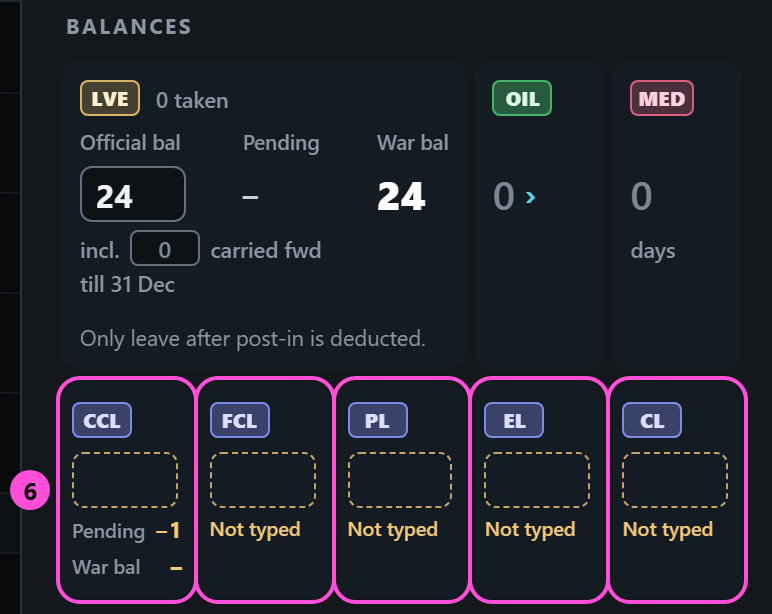 BALANCES
LVE 0 taken
Official bal Pending War bal
24 – 24
incl. 0 carried fwd
till 31 Dec
Only leave after post-in is deducted.
OIL
0 ›
MED
0
days
6
CCL
Pending –1
War bal –
FCL
Not typed
PL
Not typed
EL
Not typed
CL
Not typed